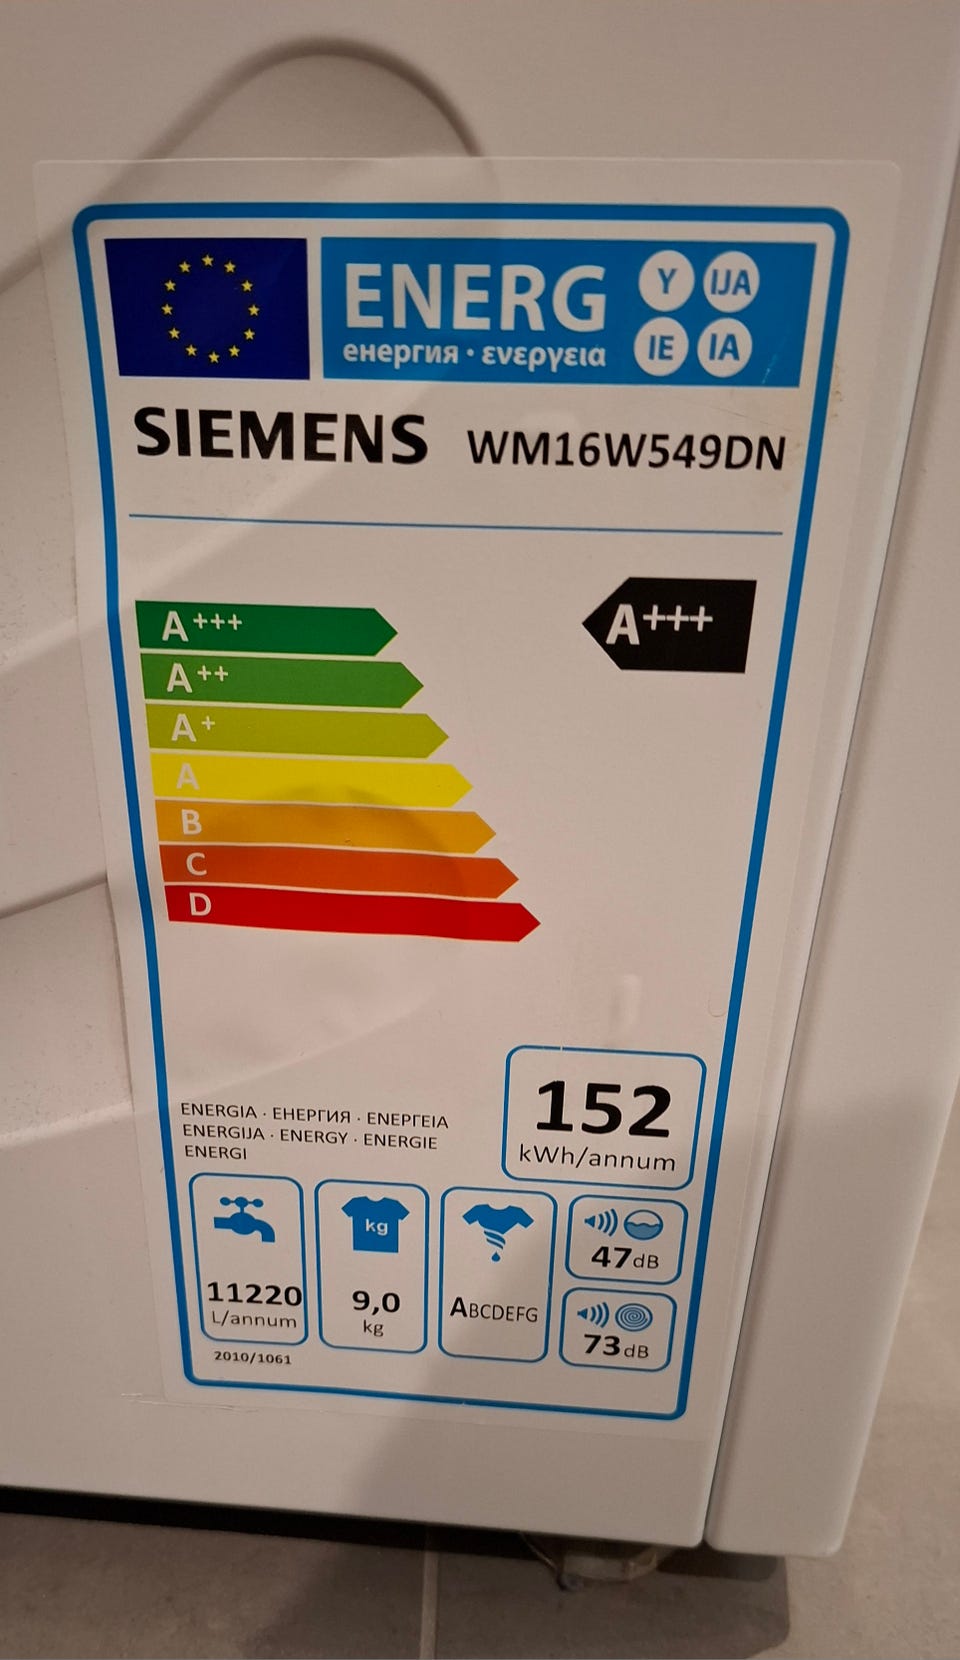 ENERG Y IJA
енергия · ενεργεια IE IA
SIEMENS WM16W549DN
A+++
A+++
A++
A+
A
B
C
D
152
kWh/annum
ENERGIA · ЕНЕРГИЯ · ΕΝΕΡΓΕΙΑ
ENERGIJA · ENERGY · ENERGIE
ENERGI
kg
11220
L/annum
9,0
kg
ABCDEFG
47dB
73dB
2010/1061